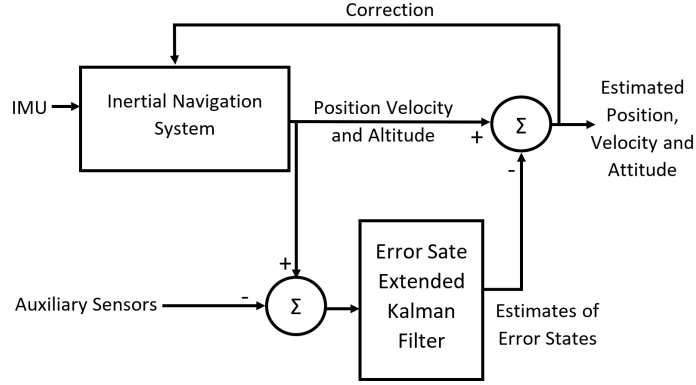 Correction
IMU
Inertial Navigation
System
Position Velocity
and Altitude
Σ
+
-
Estimated
Position,
Velocity and
Attitude
Auxiliary Sensors
-
+
Σ
Error Sate
Extended
Kalman
Filter
Estimates of
Error States